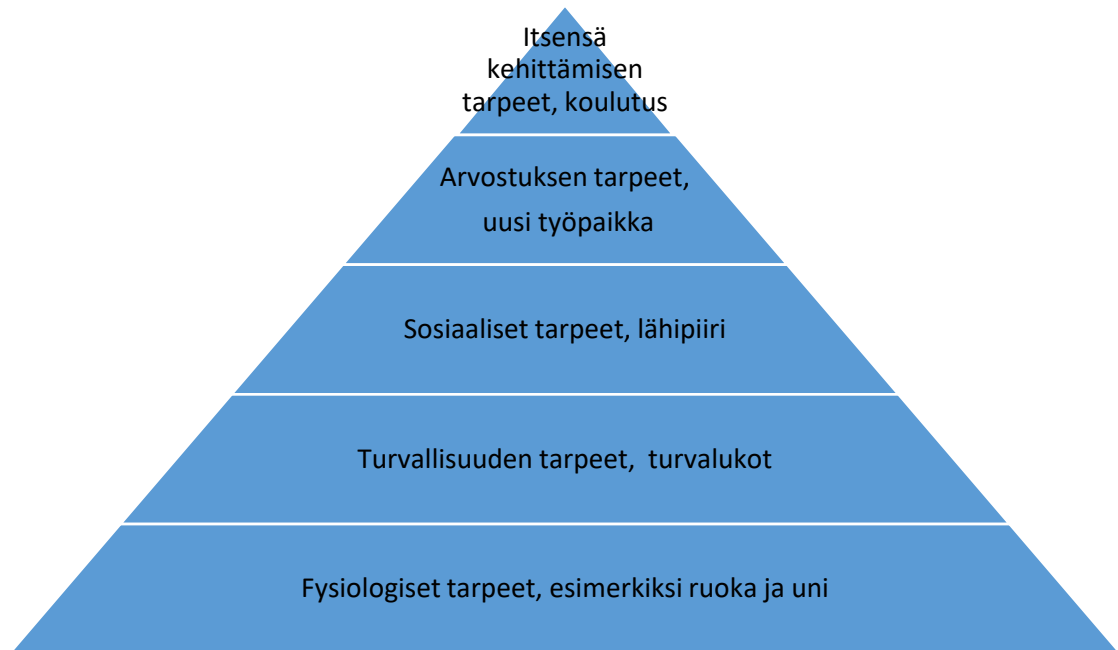 Itsensä
kehittämisen
tarpeet, koulutus
Arvostuksen tarpeet,
uusi työpaikka
Sosiaaliset tarpeet, lähipiiri
Turvallisuuden tarpeet,  turvalukot
Fysiologiset tarpeet, esimerkiksi ruoka ja uni